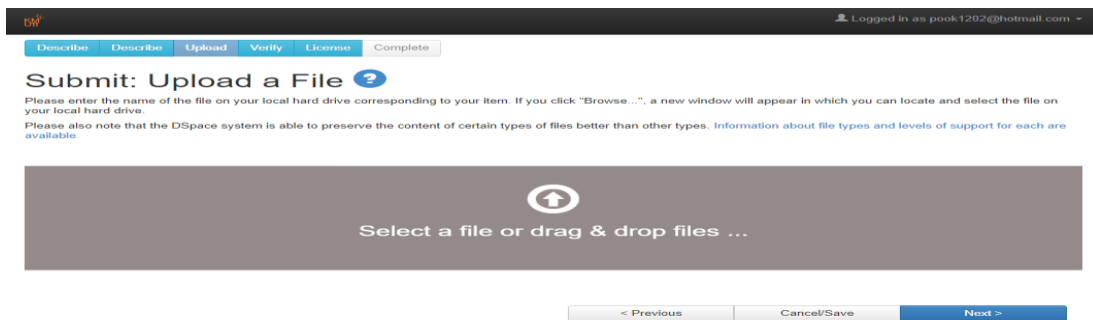 Logged in as pook1202@hotmail.com
Describe Describe Upload Verify License Complete
Submit: Upload a File ?
Please enter the name of the file on your local hard drive corresponding to your item. If you click "Browse...", a new window will appear in which you can locate and select the file on
your local hard drive.
Please also note that the DSpace system is able to preserve the content of certain types of files better than other types. Information about file types and levels of support for each are
available.
Select a file or drag & drop files ...
< Previous Cancel/Save Next >